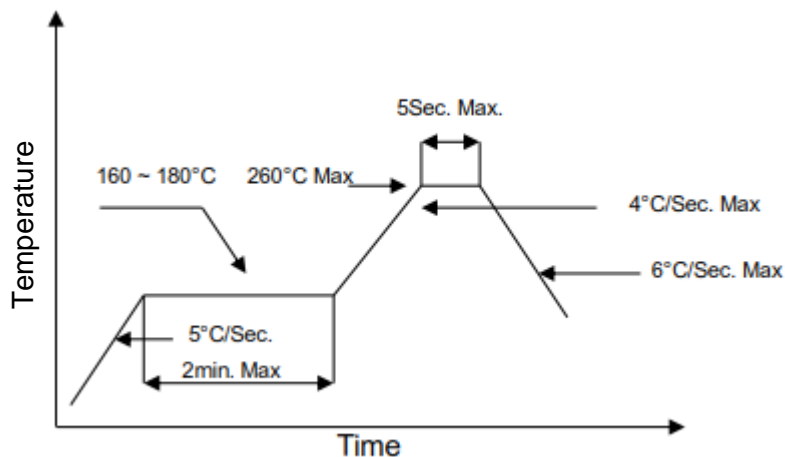 5Sec. Max.
160 ~ 180°C
260°C Max
4°C/Sec. Max
6°C/Sec. Max
5°C/Sec.
2min. Max
Temperature
Time